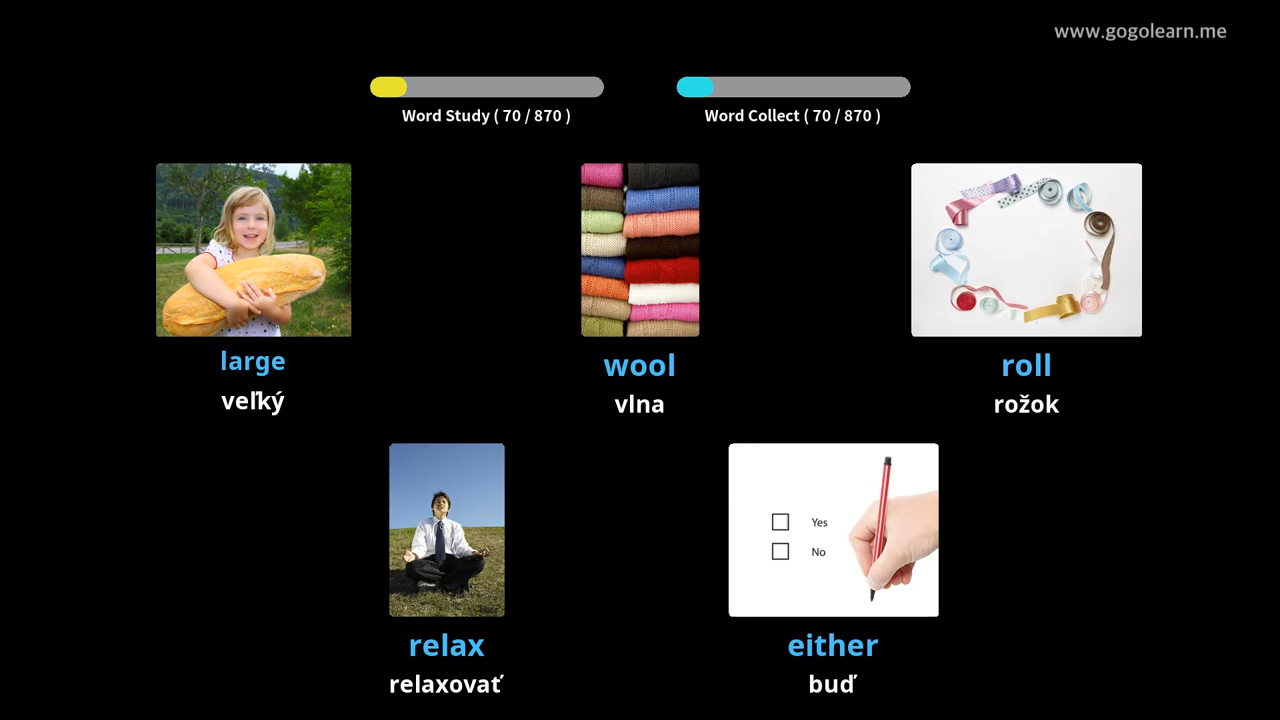 www.gogolearn.me
Word Study ( 70 / 870 )
Word Collect ( 70 / 870 )
large
veľký
wool
vlna
roll
rožok
Yes
No
relax
relaxovať
either
buď